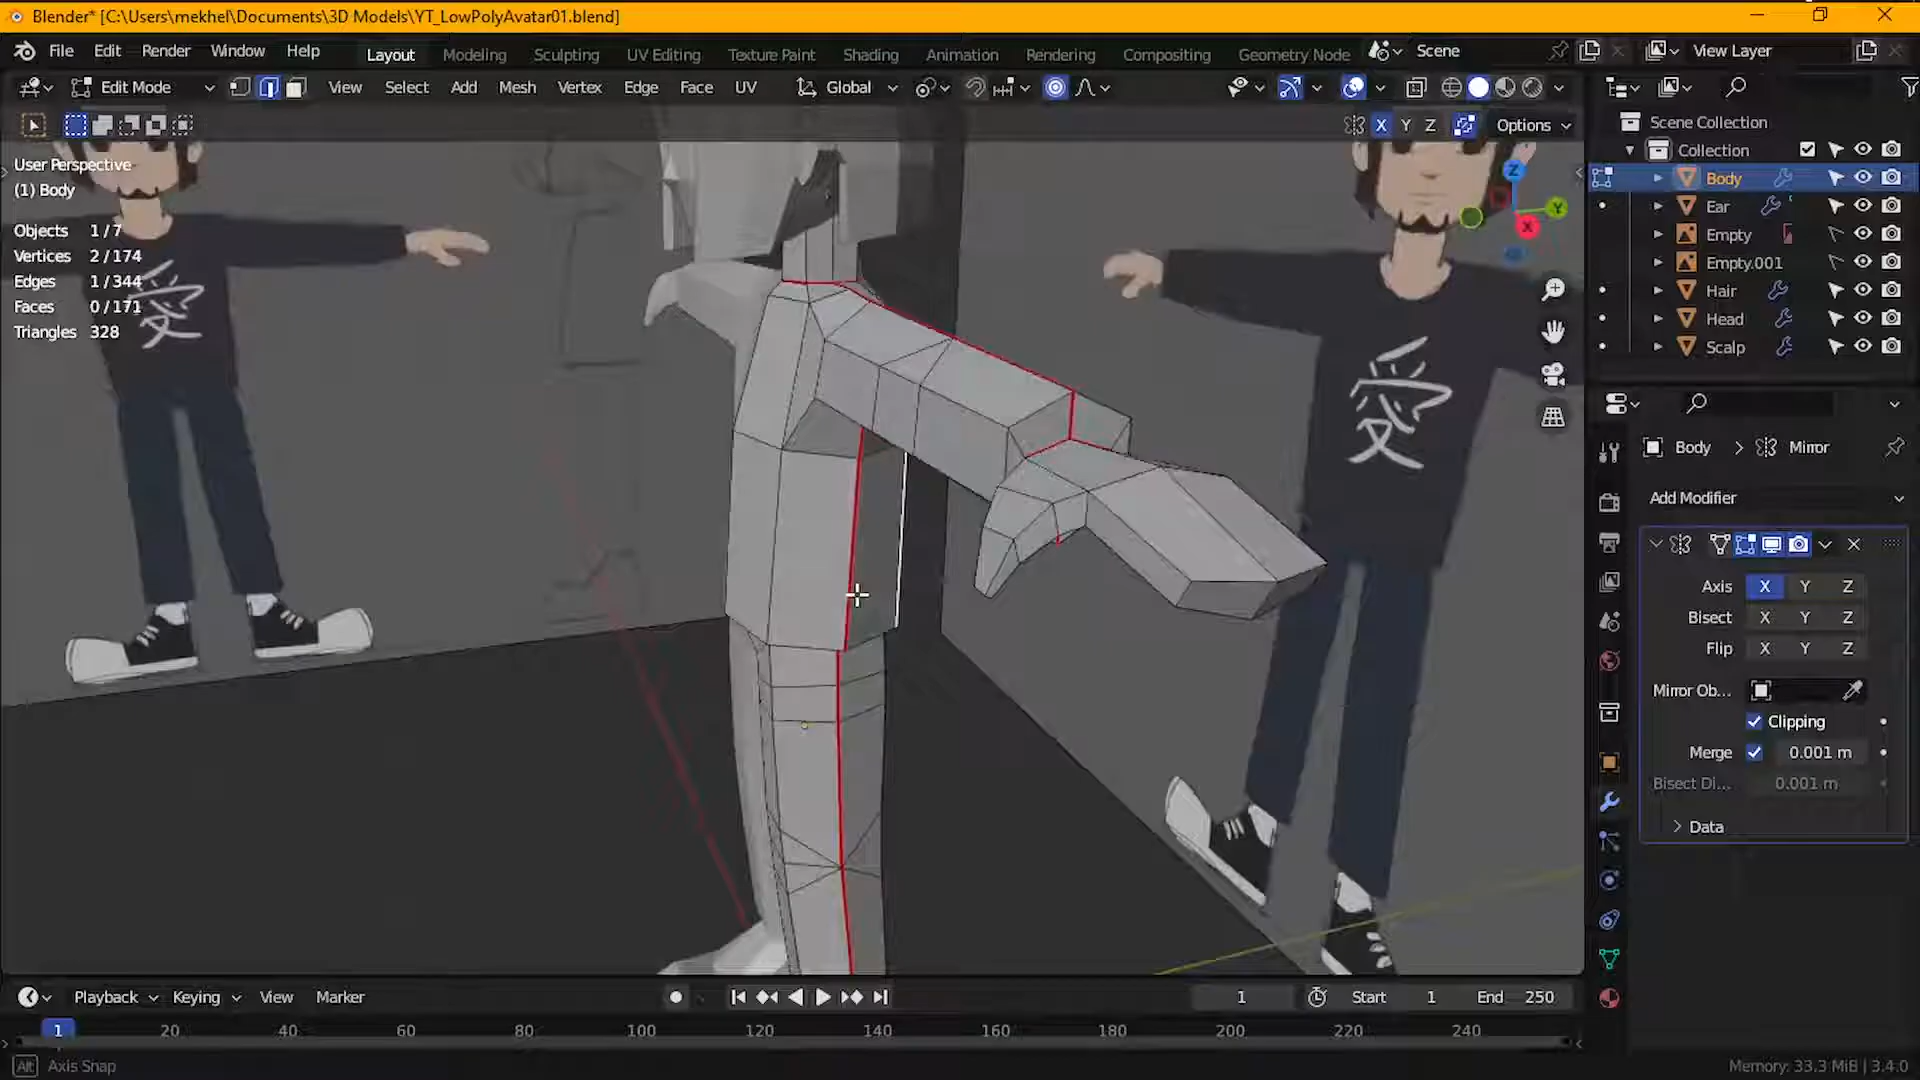 Blender* [C:\Users\mekhel\Documents\3D Models\YT_LowPolyAvatar01.blend]
File Edit Render Window Help Layout Modeling Sculpting UV Editing Texture Paint Shading Animation Rendering Compositing Geometry Node Scene View Layer
Edit Mode View Select Add Mesh Vertex Edge Face UV Global
X Y Z Options
User Perspective
(1) Body
Objects 1/7
Vertices 2/174
Edges 1/344
Faces 0/171
Triangles 328
愛
愛
Z
Y
X
Scene Collection
Collection
Body
Ear
Empty
Empty.001
Hair
Head
Scalp
Body > Mirror
Add Modifier
Axis X Y Z
Bisect X Y Z
Flip X Y Z
Mirror Ob...
Clipping
Merge 0.001 m
Bisect Di... 0.001 m
Data
Playback Keying View Marker 1 Start 1 End 250
1 20 40 60 80 100 120 140 160 180 200 220 240
Alt Axis Snap Memory: 33.3 MiB | 3.4.0